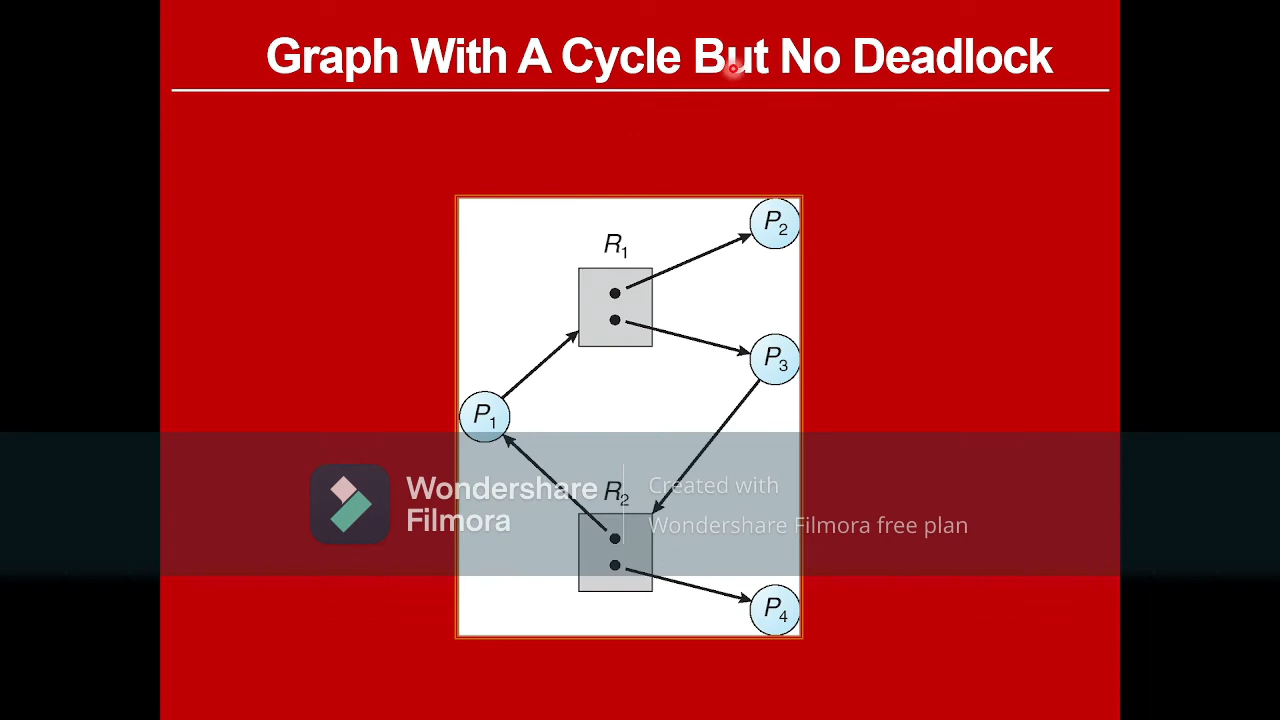 Graph With A Cycle But No Deadlock
P2
R1
P3
P1
Wondershare
Filmora
R2
Created with
Wondershare Filmora free plan
P4